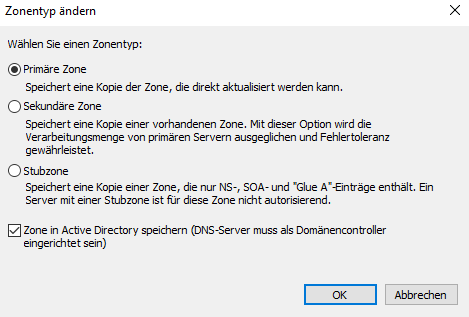 Zonentyp ändern
Wählen Sie einen Zonentyp:
Primäre Zone
Speichert eine Kopie der Zone, die direkt aktualisiert werden kann.
Sekundäre Zone
Speichert eine Kopie einer vorhandenen Zone. Mit dieser Option wird die
Verarbeitungsmenge von primären Servern ausgeglichen und Fehlertoleranz
gewährleistet.
Stubzone
Speichert eine Kopie einer Zone, die nur NS-, SOA- und "Glue A"-Einträge enthält. Ein
Server mit einer Stubzone ist für diese Zone nicht autorisierend.
Zone in Active Directory speichern (DNS-Server muss als Domänencontroller
eingerichtet sein)
OK
Abbrechen